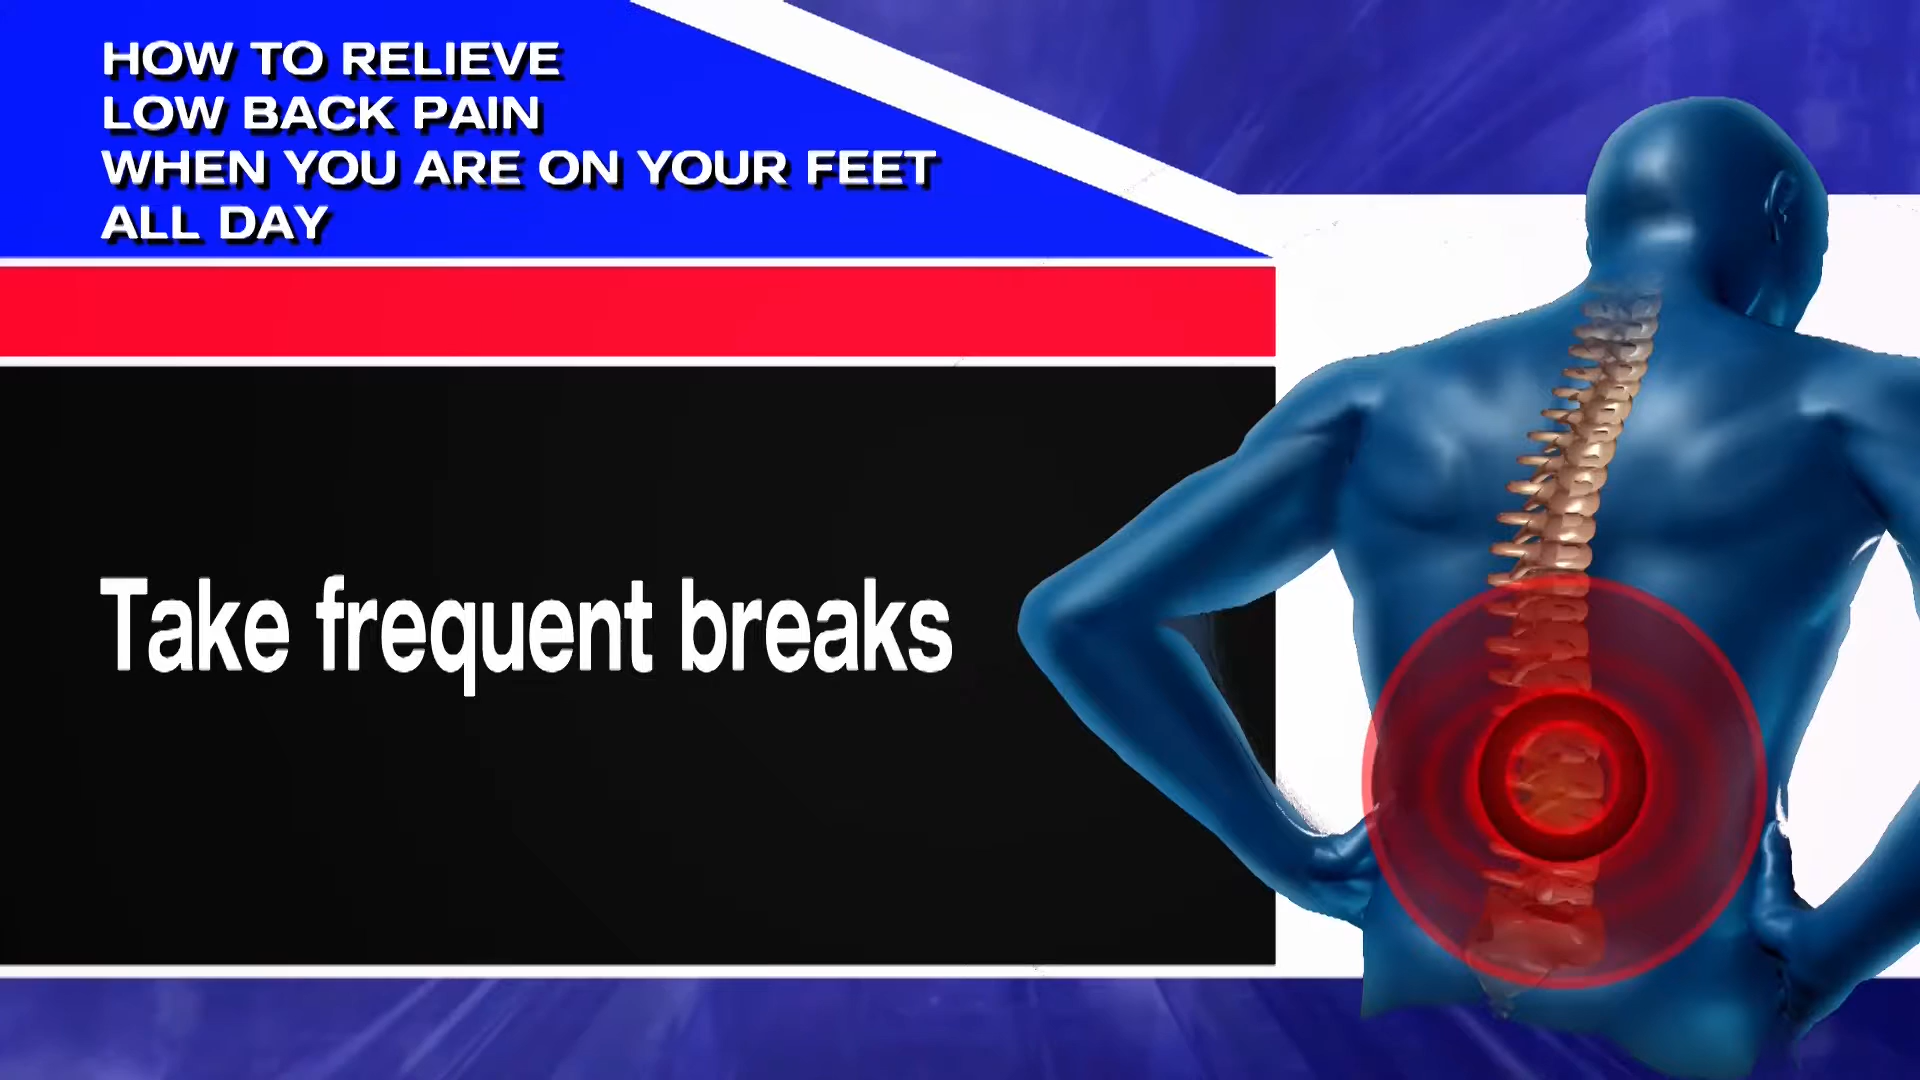 HOW TO RELIEVE
LOW BACK PAIN
WHEN YOU ARE ON YOUR FEET
ALL DAY
Take frequent breaks